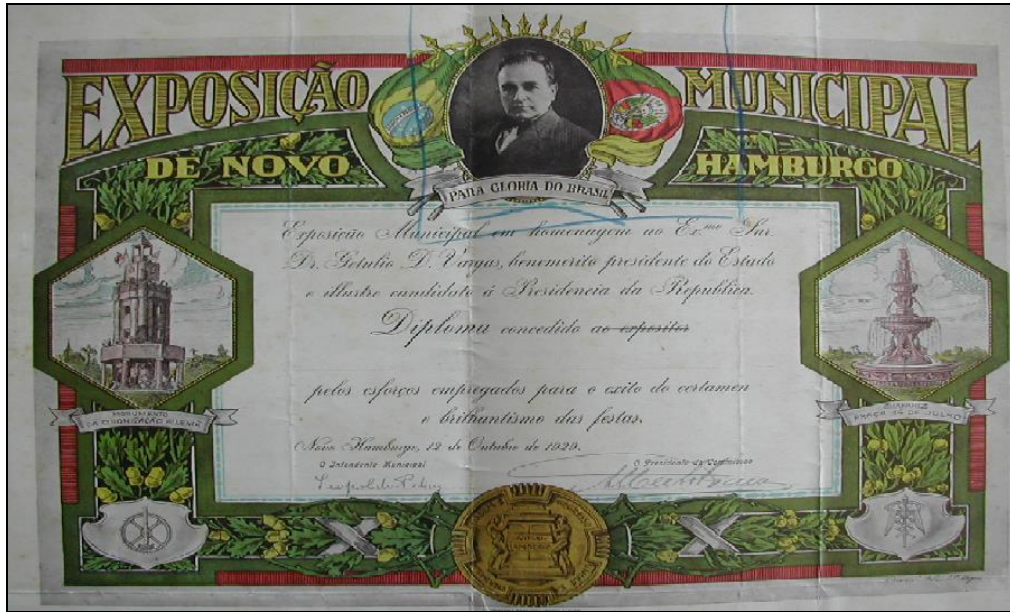 EXPOSIÇÃO MUNICIPAL
DE NOVO HAMBURGO
PARA GLORIA DO BRASIL
Exposição Municipal em homenagem ao Ex.mo Snr.
Dr. Getulio D. Vargas, benemerito presidente do Estado
e illustre candidato á Presidencia da Republica.
Diploma concedido ao expositor
pelos esforços empregados para o exito do certamen
e brilhantismo das festas.
Novo Hamburgo, 12 de Outubro de 1929.
O Intendente Municipal
O Presidente da Commissão
Leopoldo Petry
MONUMENTO
DA COLONIZAÇÃO ALLEMÃ
CHAFARIZ
PRAÇA 14 DE JULHO